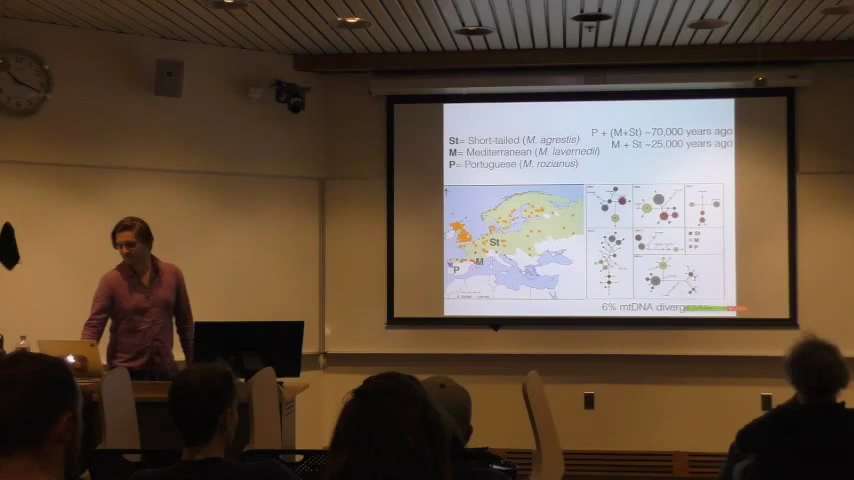 St= Short-tailed (M. agrestis)
M= Mediterranean (M. lavernedii)
P= Portuguese (M. rozianus)
P + (M+St) ~70,000 years ago
M + St ~25,000 years ago
St
M
P
6% mtDNA diverg